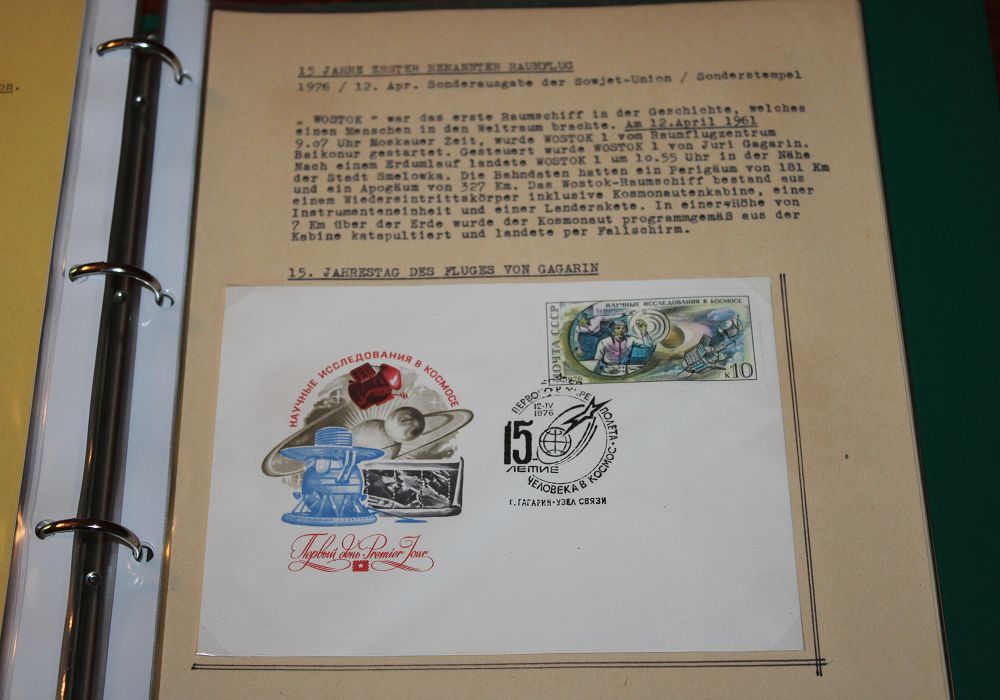 on.
15 JAHRE ERSTER BEMANNTER RAUMFLUG
1976 / 12. Apr. Sonderausgabe der Sowjet-Union / Sonderstempel
„ WOSTOK " war das erste Raumschiff in der Geschichte, welches
einen Menschen in den Weltraum brachte. Am 12.April 1961
9.07 Uhr Moskauer Zeit, wurde WOSTOK 1 vom Raumflugzentrum
Baikonur gestartet. Gesteuert wurde WOSTOK 1 von Juri Gagarin.
Nach einem Erdumlauf landete WOSTOK 1 um 10.55 Uhr in der Nähe
der Stadt Smelowka. Die Bahndaten hatten ein Perigäum von 181 Km
und ein Apogäum von 327 Km. Das Wostok-Raumschiff bestand aus
einem Wiedereintrittskörper inklusive Kosmonautenkabine, einer
Instrumenteneinheit und einer Landerakete. In einer Höhe von
7 Km über der Erde wurde der Kosmonaut programmgemäß aus der
Kabine katapultiert und landete per Fallschirm.
15. JAHRESTAG DES FLUGES VON GAGARIN
НАУЧНЫЕ ИССЛЕДОВАНИЯ В КОСМОСЕ
ПОЧТА СССР
1976
к10
НАУЧНЫЕ ИССЛЕДОВАНИЯ В КОСМОСЕ
ПЕРВОГО В МИРЕ ПОЛЕТА
12·IV
1976
15-
ЛЕТИЕ
ЧЕЛОВЕКА В КОСМОС·
Г. ГАГАРИН·УЗЕЛ СВЯЗИ
Первый день Premier Jour